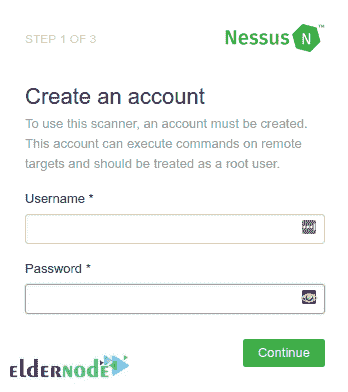 STEP 1 OF 3
Nessus N ™
Create an account
To use this scanner, an account must be created.
This account can execute commands on remote
targets and should be treated as a root user.
Username *
Password *
Continue
eldernode